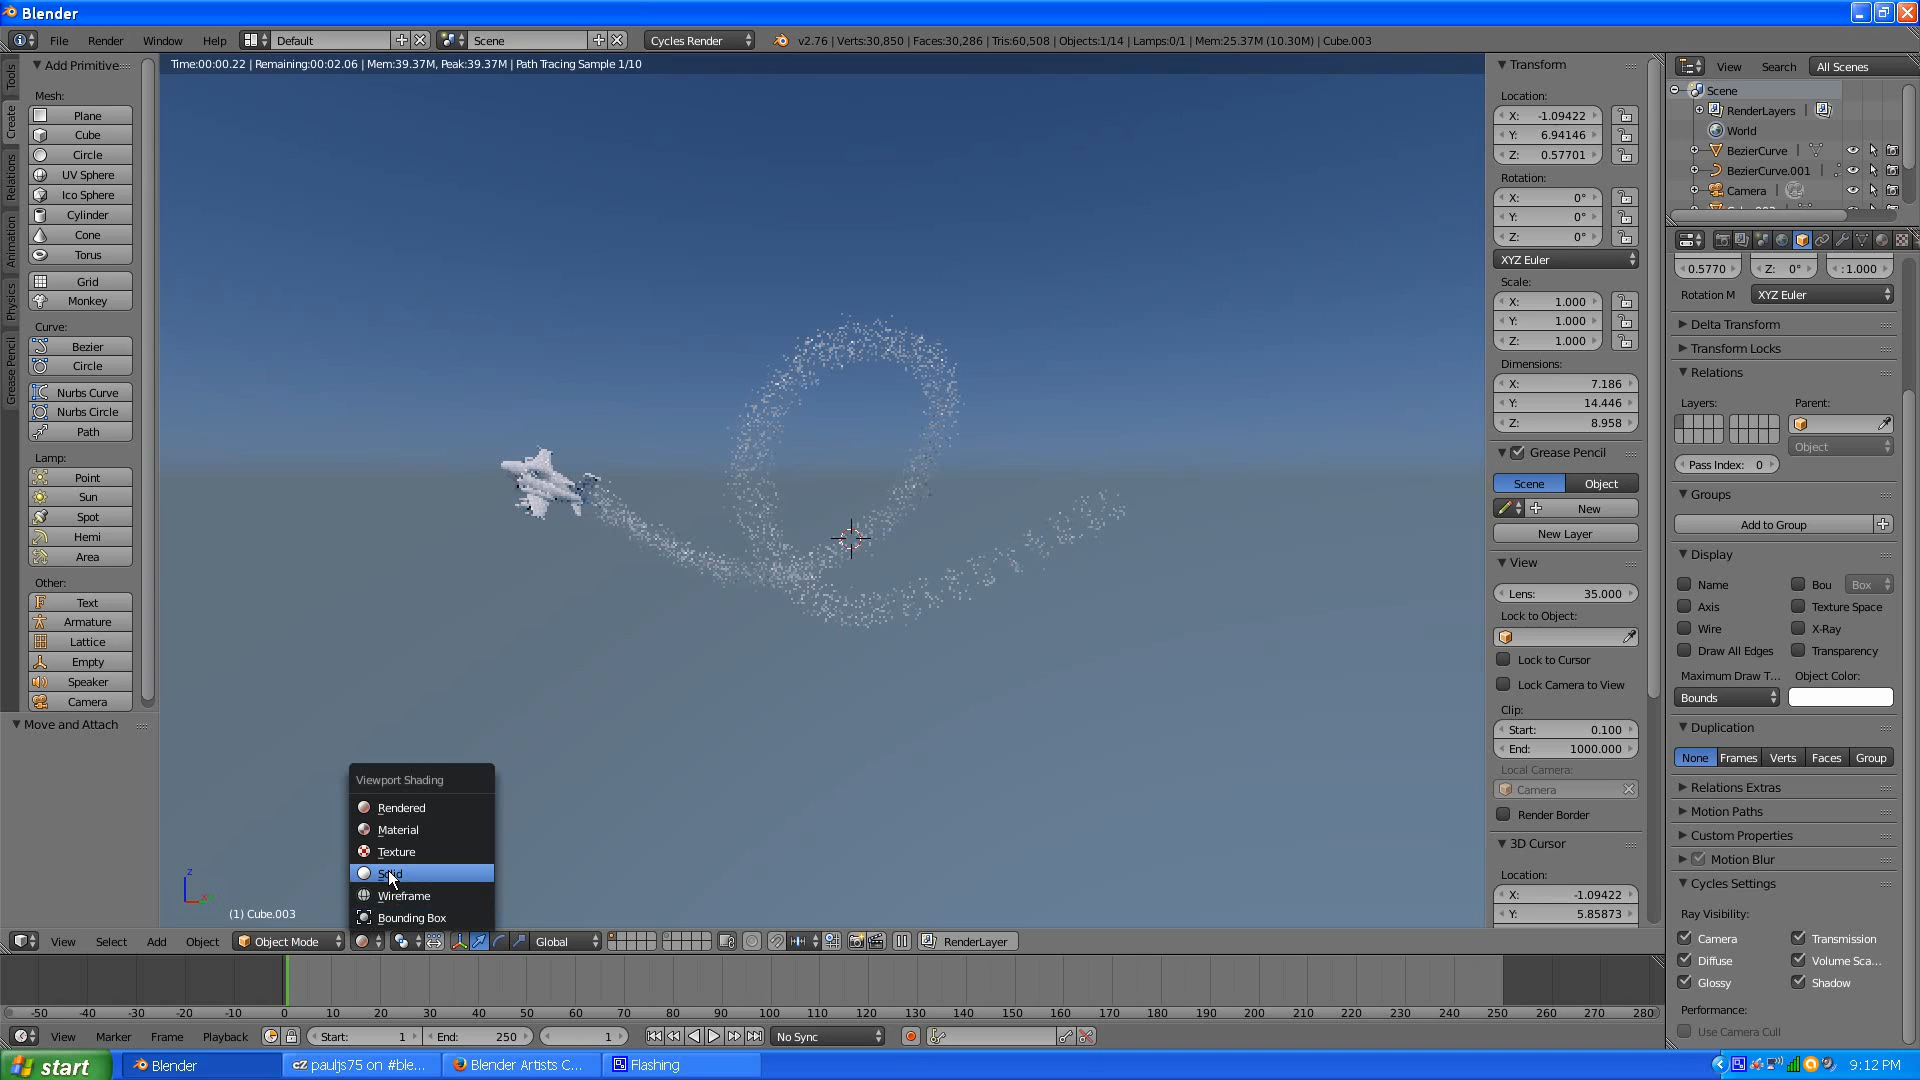 Blender
File Render Window Help Default Scene Cycles Render v2.76 | Verts:30,850 | Faces:30,286 | Tris:60,508 | Objects:1/14 | Lamps:0/1 | Mem:25.37M (10.30M) | Cube.003
Time:00:00.22 | Remaining:00:02.06 | Mem:39.37M, Peak:39.37M | Path Tracing Sample 1/10
Tools
Create
Relations
Animation
Physics
Grease Pencil
Add Primitive
Mesh:
Plane
Cube
Circle
UV Sphere
Ico Sphere
Cylinder
Cone
Torus
Grid
Monkey
Curve:
Bezier
Circle
Nurbs Curve
Nurbs Circle
Path
Lamp:
Point
Sun
Spot
Hemi
Area
Other:
Text
Armature
Lattice
Empty
Speaker
Camera
Move and Attach
Viewport Shading
Rendered
Material
Texture
Solid
Wireframe
Bounding Box
z
x
(1) Cube.003
Transform
Location:
X: -1.09422
Y: 6.94146
Z: 0.57701
Rotation:
X: 0°
Y: 0°
Z: 0°
XYZ Euler
Scale:
X: 1.000
Y: 1.000
Z: 1.000
Dimensions:
X: 7.186
Y: 14.446
Z: 8.958
Grease Pencil
Scene Object
New
New Layer
View
Lens: 35.000
Lock to Object:
Lock to Cursor
Lock Camera to View
Clip:
Start: 0.100
End: 1000.000
Local Camera:
Camera
Render Border
3D Cursor
Location:
X: -1.09422
Y: 5.85873
View Search All Scenes
Scene
RenderLayers
World
BezierCurve
BezierCurve.001
Camera
0.5770 Z: 0° : 1.000
Rotation M XYZ Euler
Delta Transform
Transform Locks
Relations
Layers: Parent:
Object
Pass Index: 0
Groups
Add to Group
Display
Name Bou Box
Axis Texture Space
Wire X-Ray
Draw All Edges Transparency
Maximum Draw T... Object Color:
Bounds
Duplication
None Frames Verts Faces Group
Relations Extras
Motion Paths
Custom Properties
Motion Blur
Cycles Settings
Ray Visibility:
Camera Transmission
Diffuse Volume Sca...
Glossy Shadow
Performance:
Use Camera Cull
View Select Add Object Object Mode Global RenderLayer
-50 -40 -30 -20 -10 0 10 20 30 40 50 60 70 80 90 100 110 120 130 140 150 160 170 180 190 200 210 220 230 240 250 260 270 280
View Marker Frame Playback Start: 1 End: 250 1 No Sync
start Blender cZ pauljs75 on #ble... Blender Artists C... Flashing 9:12 PM